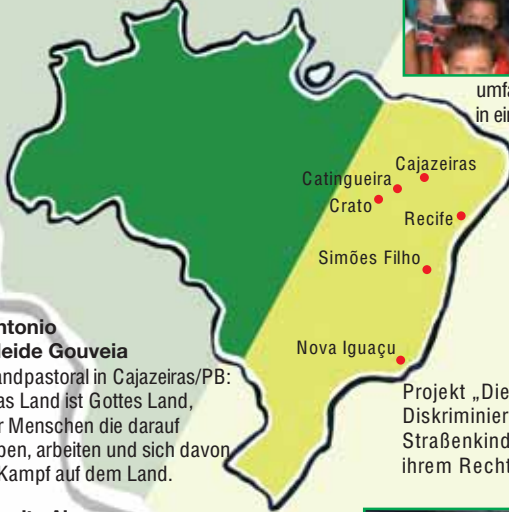 umfa
in ei
Cajazeiras
Catingueira
Crato
Recife
Simões Filho
Nova Iguaçu
ntonio
leide Gouveia
andpastoral in Cajazeiras/PB:
as Land ist Gottes Land,
r Menschen die darauf
ben, arbeiten und sich davon
Kampf auf dem Land.
Projekt „Die
Diskriminier
Straßenkind
ihrem Recht